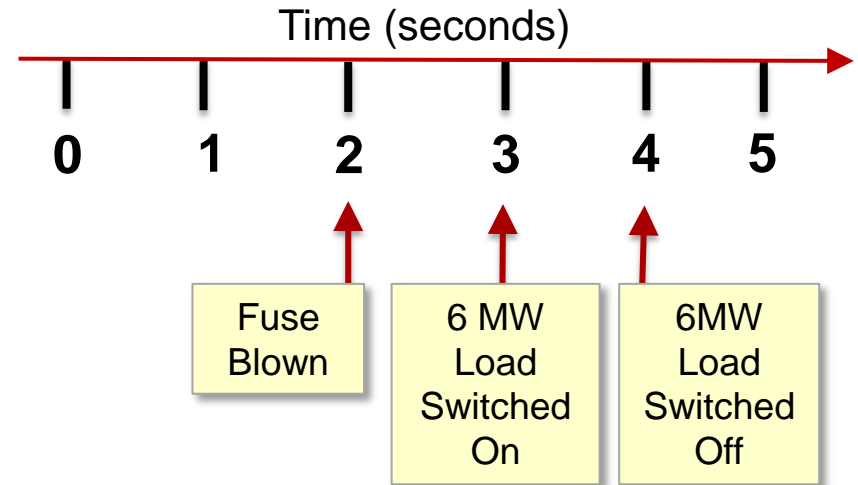 Time (seconds)
0 1 2 3 4 5
Fuse
Blown
6 MW
Load
Switched
On
6MW
Load
Switched
Off